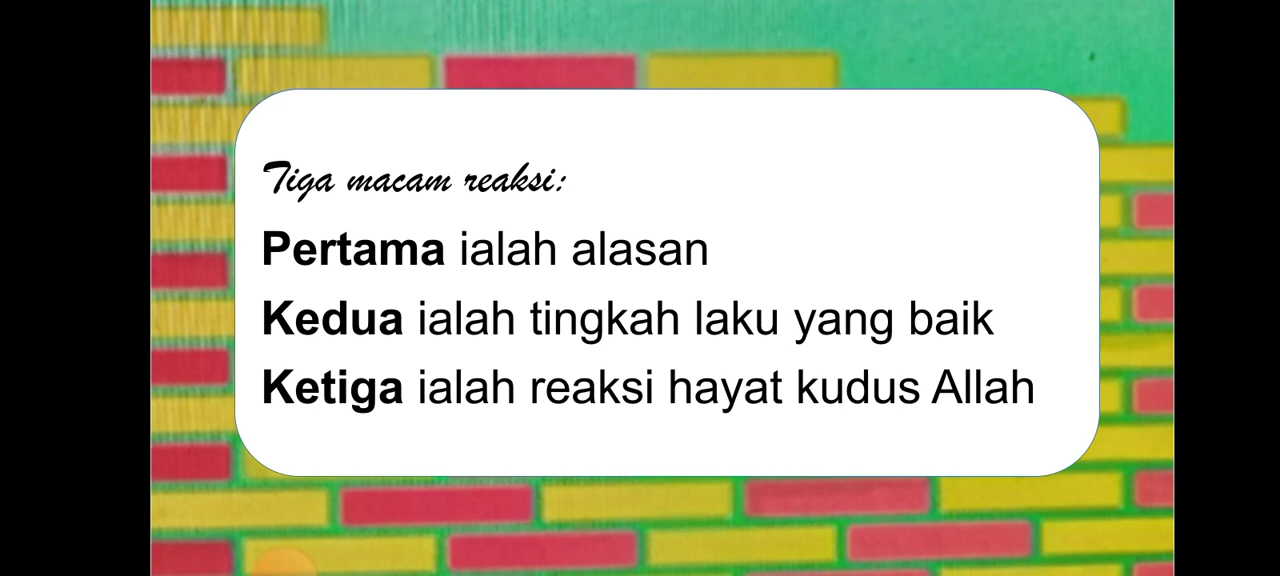 Tiga macam reaksi:
Pertama ialah alasan
Kedua ialah tingkah laku yang baik
Ketiga ialah reaksi hayat kudus Allah